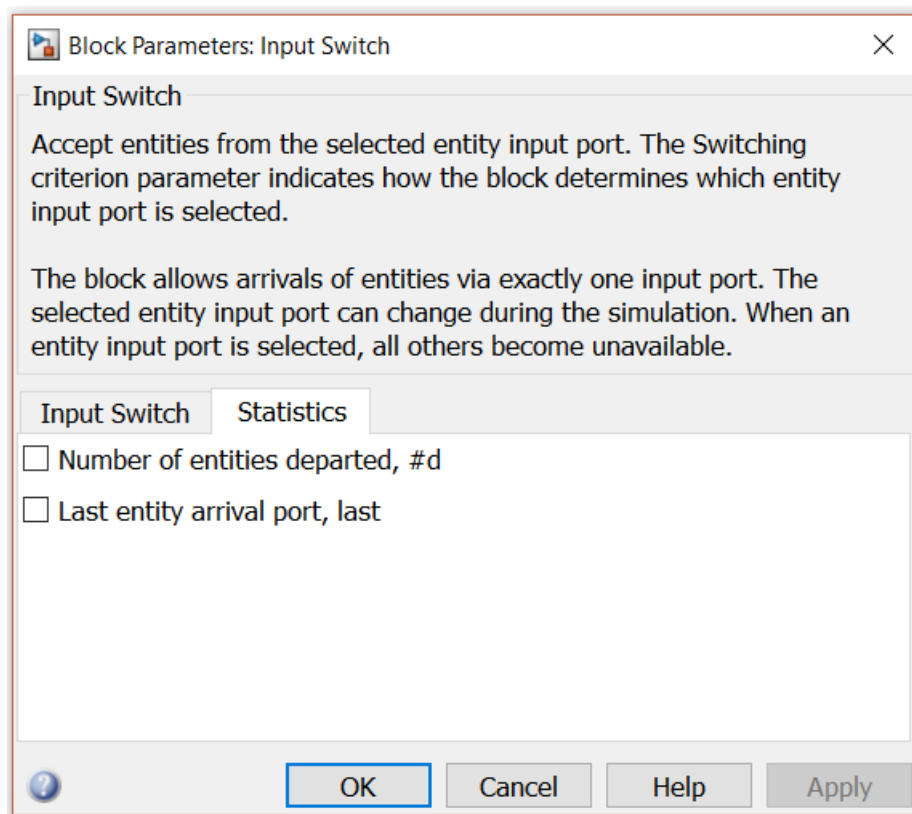 Block Parameters: Input Switch
Input Switch
Accept entities from the selected entity input port. The Switching
criterion parameter indicates how the block determines which entity
input port is selected.
The block allows arrivals of entities via exactly one input port. The
selected entity input port can change during the simulation. When an
entity input port is selected, all others become unavailable.
Input Switch Statistics
Number of entities departed, #d
Last entity arrival port, last
? OK Cancel Help Apply